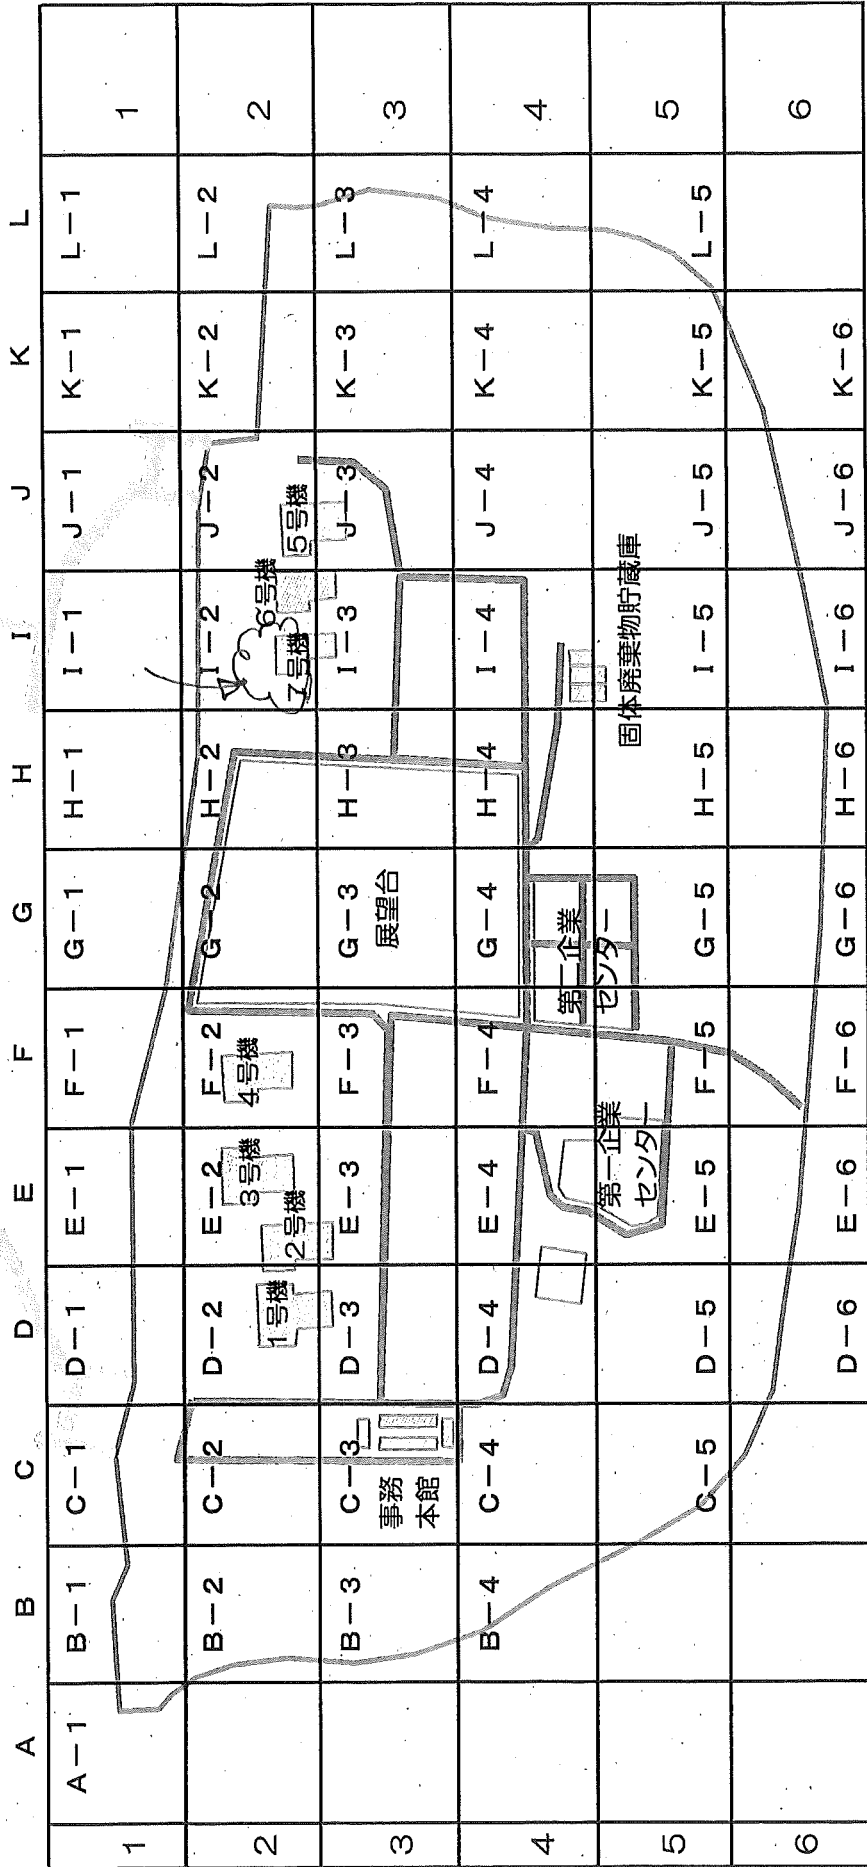 A B C D E F G H I J K L
1 A－1 B－1 C－1 D－1 E－1 F－1 G－1 H－1 I－1 J－1 K－1 L－1 1
2 B－2 C－2 D－2 E－2 F－2 G－2 H－2 I－2 J－2 K－2 L－2 2
1号機 2号機 3号機 4号機 7号機 6号機 5号機
3 B－3 C－3 D－3 E－3 F－3 G－3 H－3 I－3 J－3 K－3 L－3 3
事務
本館
展望台
4 B－4 C－4 D－4 E－4 F－4 G－4 H－4 I－4 J－4 K－4 L－4 4
第一企業
センター
第二企業
センター
固体廃棄物貯蔵庫
5 C－5 D－5 E－5 F－5 G－5 H－5 I－5 J－5 K－5 L－5 5
6 D－6 E－6 F－6 G－6 H－6 I－6 J－6 K－6 6